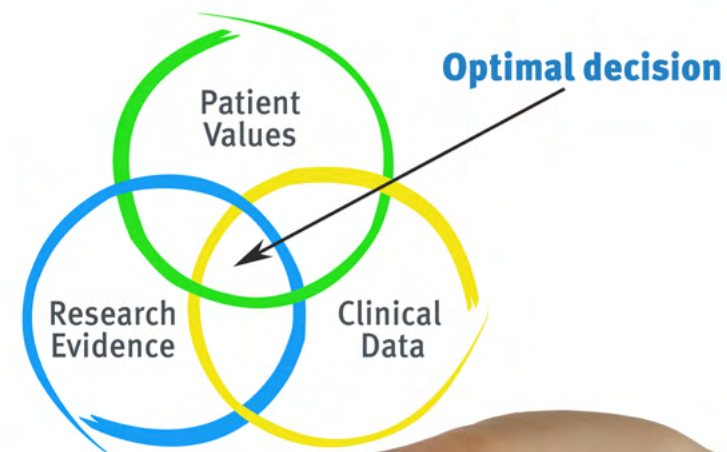 Optimal decision
Patient
Values
Research
Evidence
Clinical
Data